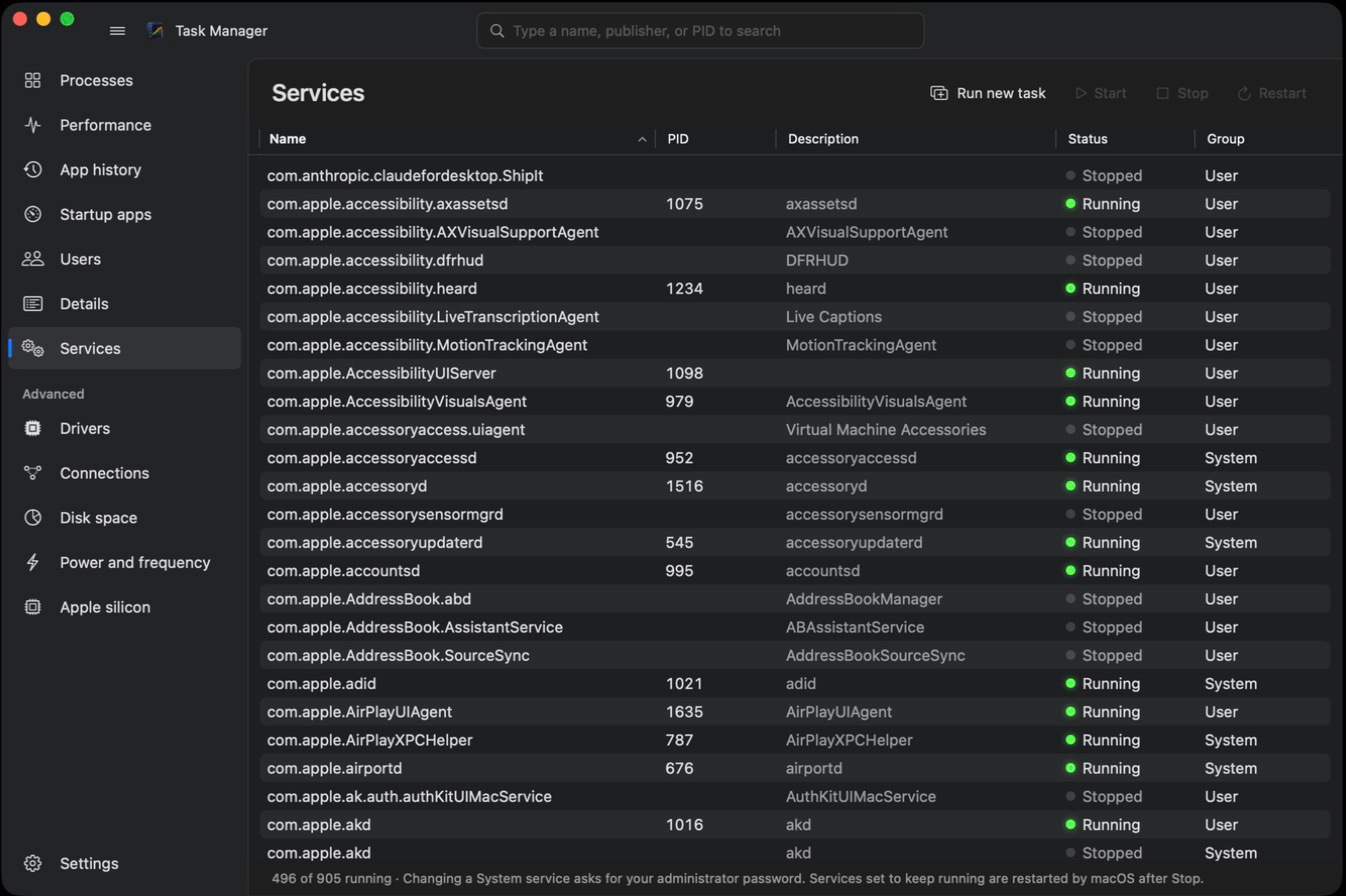 Task Manager
Type a name, publisher, or PID to search
Processes
Performance
App history
Startup apps
Users
Details
Services
Advanced
Drivers
Connections
Disk space
Power and frequency
Apple silicon
Settings
Services Run new task Start Stop Restart
Name PID Description Status Group
com.anthropic.claudefordesktop.ShipIt Stopped User
com.apple.accessibility.axassetsd 1075 axassetsd Running User
com.apple.accessibility.AXVisualSupportAgent AXVisualSupportAgent Stopped User
com.apple.accessibility.dfrhud DFRHUD Stopped User
com.apple.accessibility.heard 1234 heard Running User
com.apple.accessibility.LiveTranscriptionAgent Live Captions Stopped User
com.apple.accessibility.MotionTrackingAgent MotionTrackingAgent Stopped User
com.apple.AccessibilityUIServer 1098 Running User
com.apple.AccessibilityVisualsAgent 979 AccessibilityVisualsAgent Running User
com.apple.accessoryaccess.uiagent Virtual Machine Accessories Stopped User
com.apple.accessoryaccessd 952 accessoryaccessd Running System
com.apple.accessoryd 1516 accessoryd Running System
com.apple.accessorysensormgrd accessorysensormgrd Stopped User
com.apple.accessoryupdaterd 545 accessoryupdaterd Running System
com.apple.accountsd 995 accountsd Running User
com.apple.AddressBook.abd AddressBookManager Stopped User
com.apple.AddressBook.AssistantService ABAssistantService Stopped User
com.apple.AddressBook.SourceSync AddressBookSourceSync Stopped User
com.apple.adid 1021 adid Running System
com.apple.AirPlayUIAgent 1635 AirPlayUIAgent Running User
com.apple.AirPlayXPCHelper 787 AirPlayXPCHelper Running System
com.apple.airportd 676 airportd Running System
com.apple.ak.auth.authKitUIMacService AuthKitUIMacService Stopped User
com.apple.akd 1016 akd Running User
com.apple.akd akd Stopped System
496 of 905 running · Changing a System service asks for your administrator password. Services set to keep running are restarted by macOS after Stop.